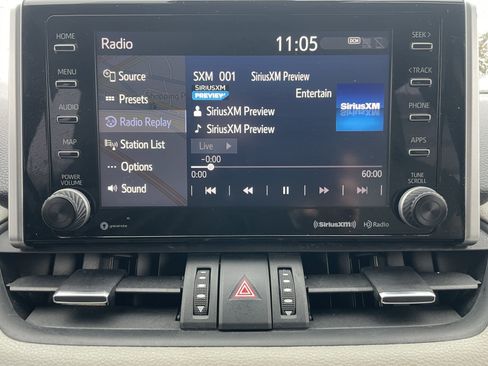 HOME
MENU
AUDIO
MAP
POWER
VOLUME
Radio
11:05
DCM
Source
Presets
Radio Replay
Station List
Options
Sound
SXM 001 SiriusXM Preview
SIRIUSXM
PREVIEW
Entertain
SiriusXM Preview
SiriusXM Preview
Live
−0:00
0:00
60:00
SiriusXM
SEEK >
< TRACK
PHONE
APPS
TUNE
SCROLL
gracenote
SiriusXM
HD Radio